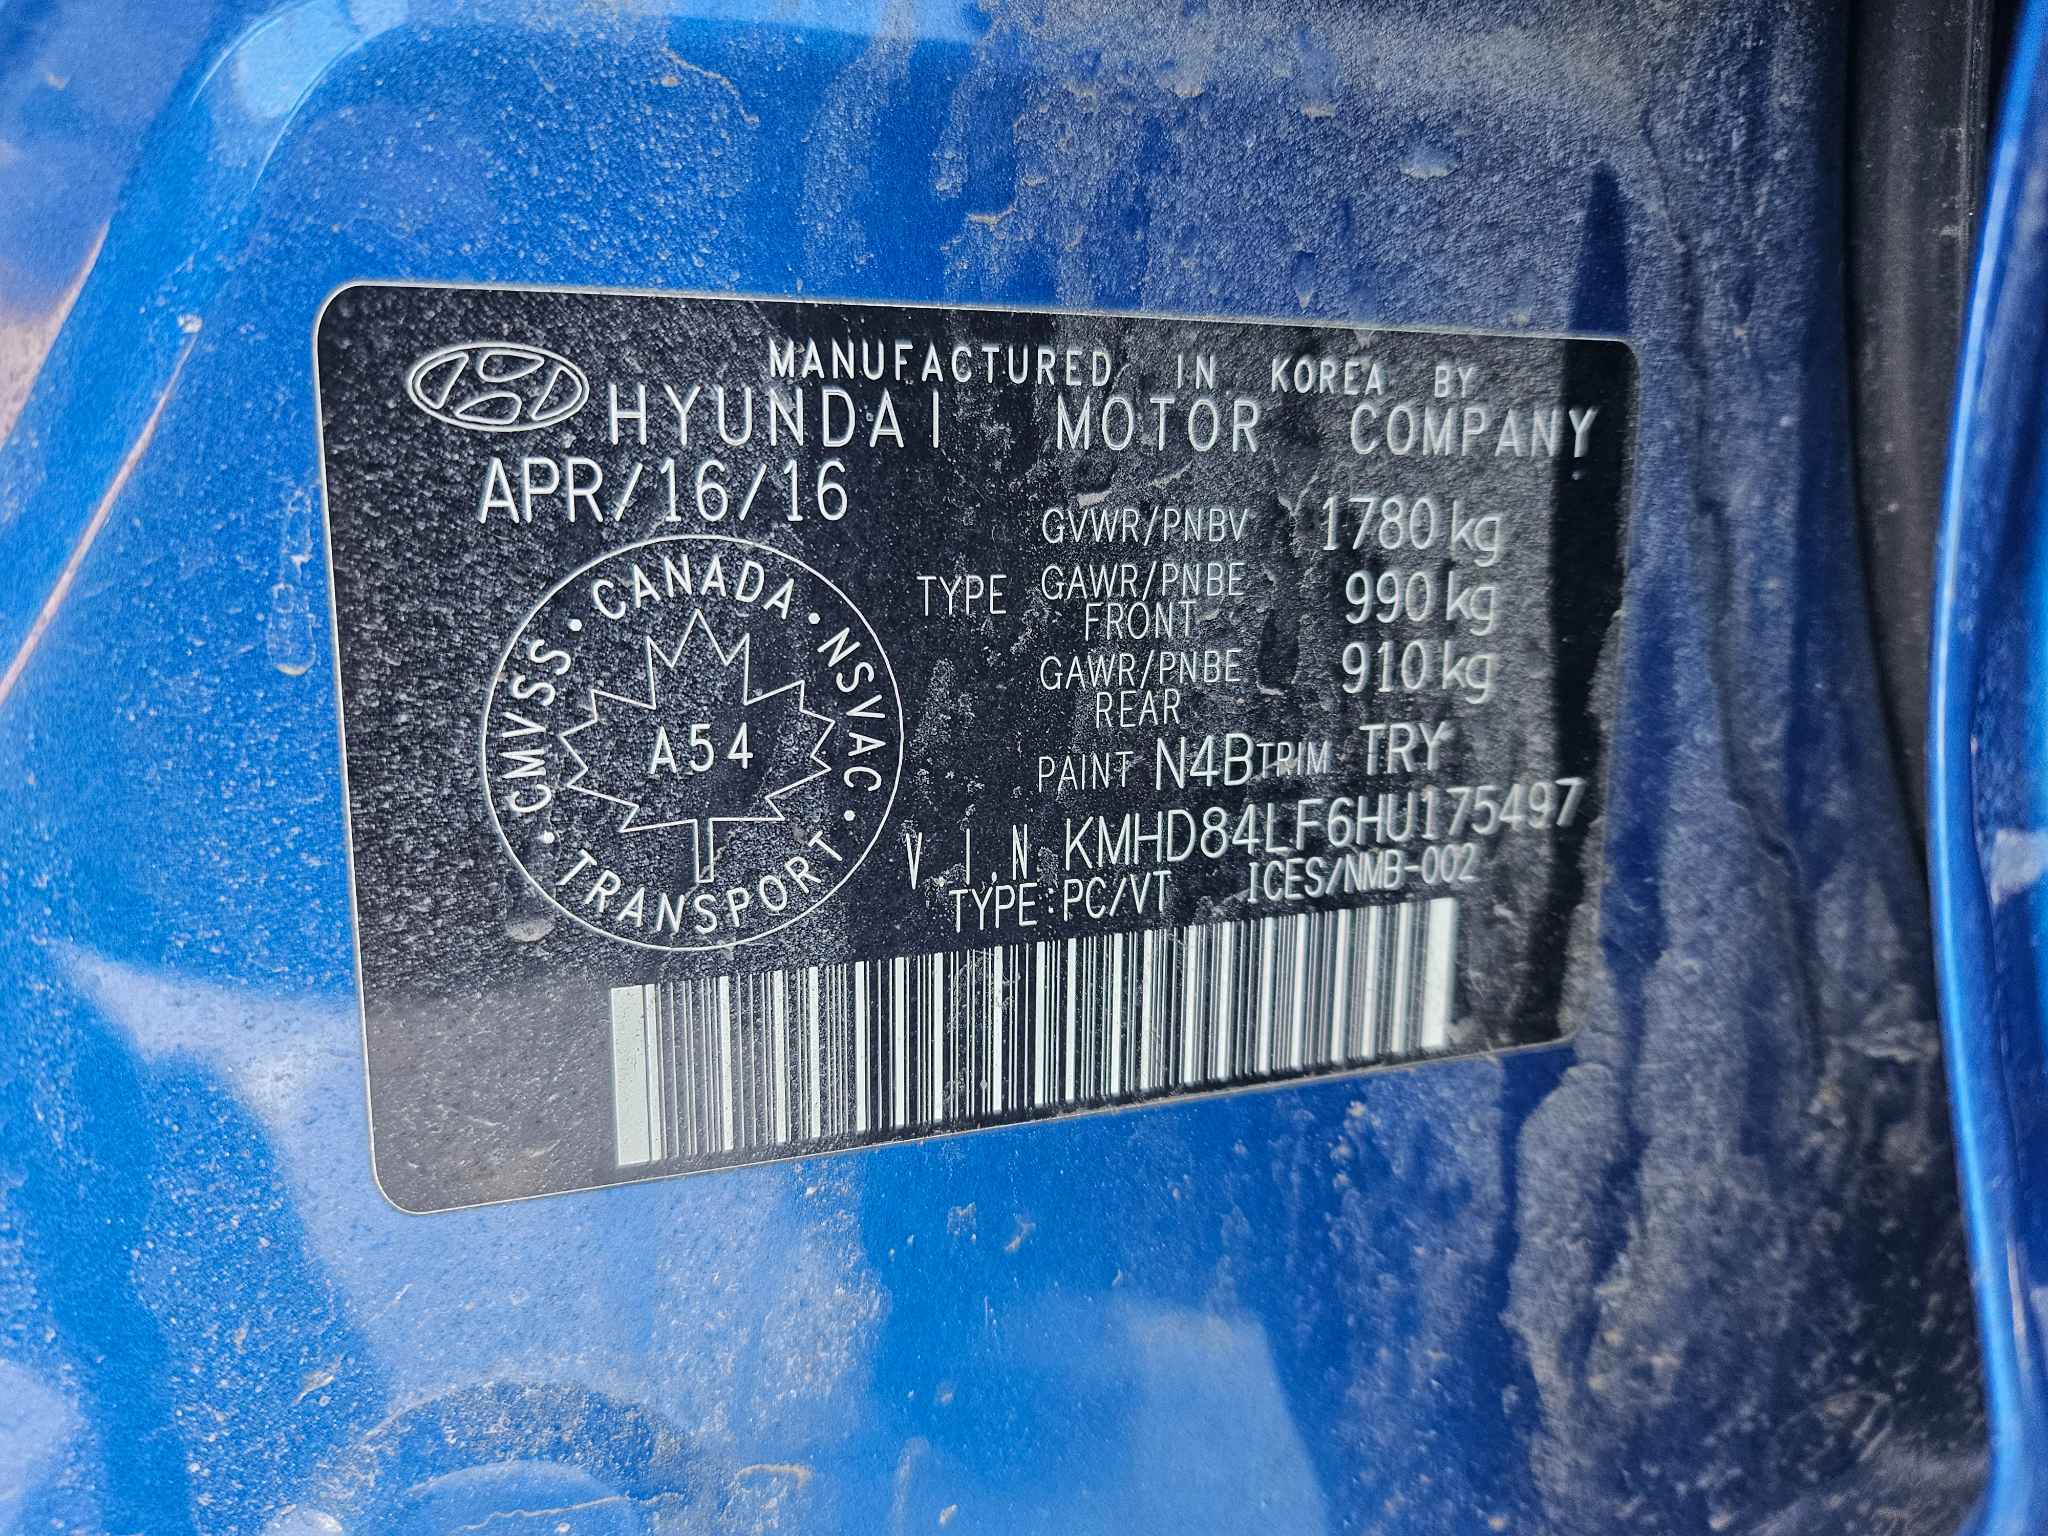 MANUFACTURED IN KOREA BY
HYUNDAI MOTOR COMPANY
APR/16/16
GVWR/PNBV 1780 kg
TYPE GAWR/PNBE FRONT 990 kg
GAWR/PNBE REAR 910 kg
PAINT N4B TRIM TRY
V.I.N KMHD84LF6HU175497
TYPE:PC/VT ICES/NMB-002
CMVSS · CANADA · NSVAC · TRANSPORT ·
A54